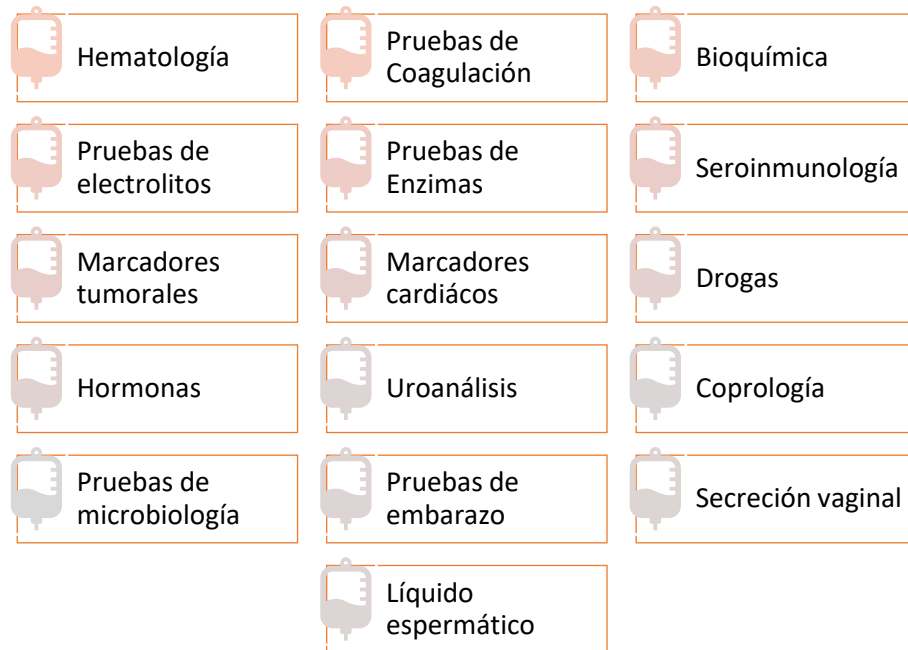 Hematología
Pruebas de
Coagulación
Bioquímica
Pruebas de
electrolitos
Pruebas de
Enzimas
Seroinmunología
Marcadores
tumorales
Marcadores
cardiácos
Drogas
Hormonas
Uroanálisis
Coprología
Pruebas de
microbiología
Pruebas de
embarazo
Secreción vaginal
Líquido
espermático